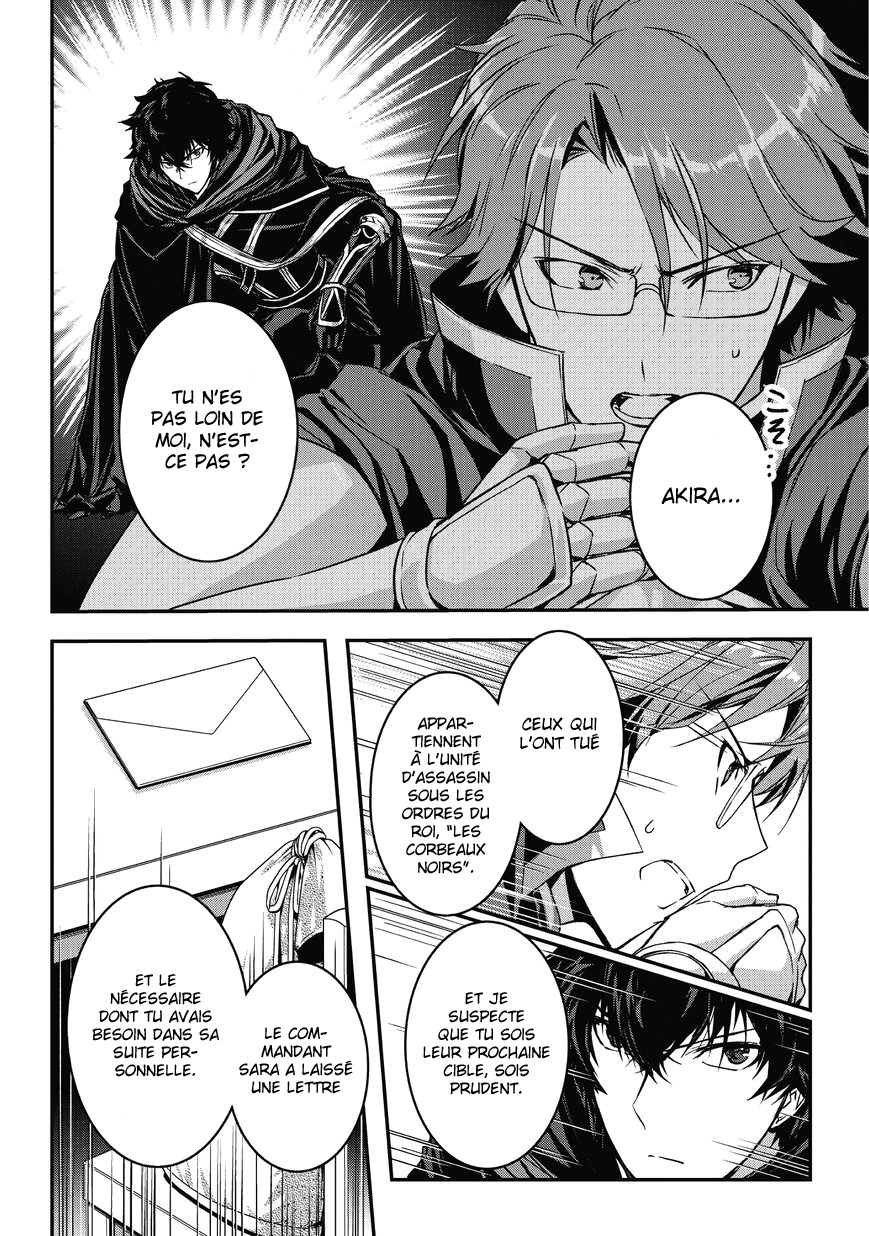 AKIRA...
こそ…
TU N'ES
PAS LOIN DE
MOI, N'EST-
CE PAS ?
CEUX QUI
L'ONT TUÉ
APPAR-
TIENNENT
À L'UNITÉ
D'ASSASSIN
SOUS LES
ORDRES DU
ROI, "LES
CORBEAUX
NOIRS".
ET JE
SUSPECTE
QUE TU SOIS
LEUR PROCHAINE
CIBLE, SOIS
PRUDENT.
LE COM-
MANDANT
SARA A LAISSÉ
UNE LETTRE
ET LE
NÉCESSAIRE
DONT TU AVAIS
BESOIN DANS SA
SUITE PER-
SONNELLE.